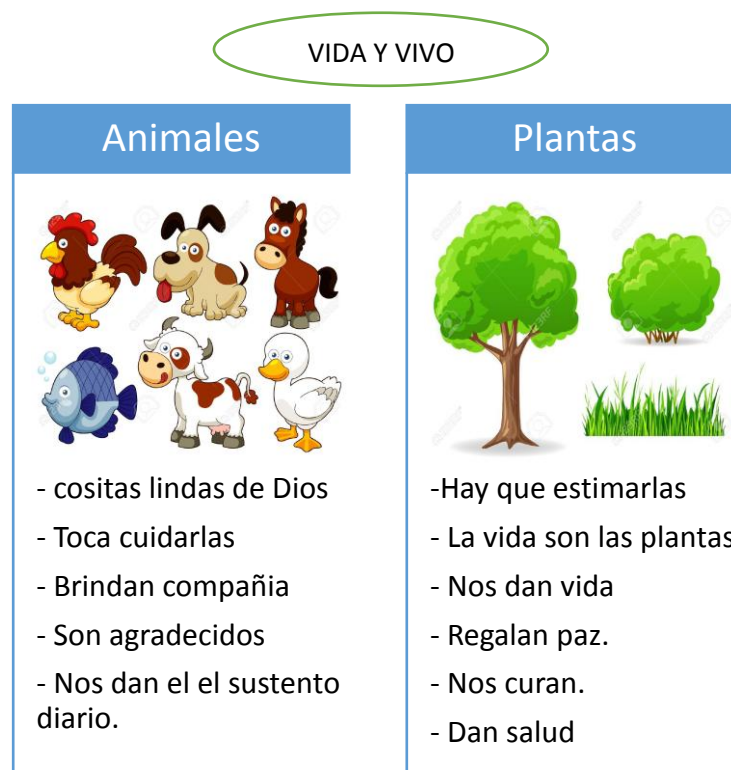 VIDA Y VIVO
Animales
- cositas lindas de Dios
- Toca cuidarlas
- Brindan compañia
- Son agradecidos
- Nos dan el el sustento
diario.
Plantas
-Hay que estimarlas
- La vida son las plantas
- Nos dan vida
- Regalan paz.
- Nos curan.
- Dan salud